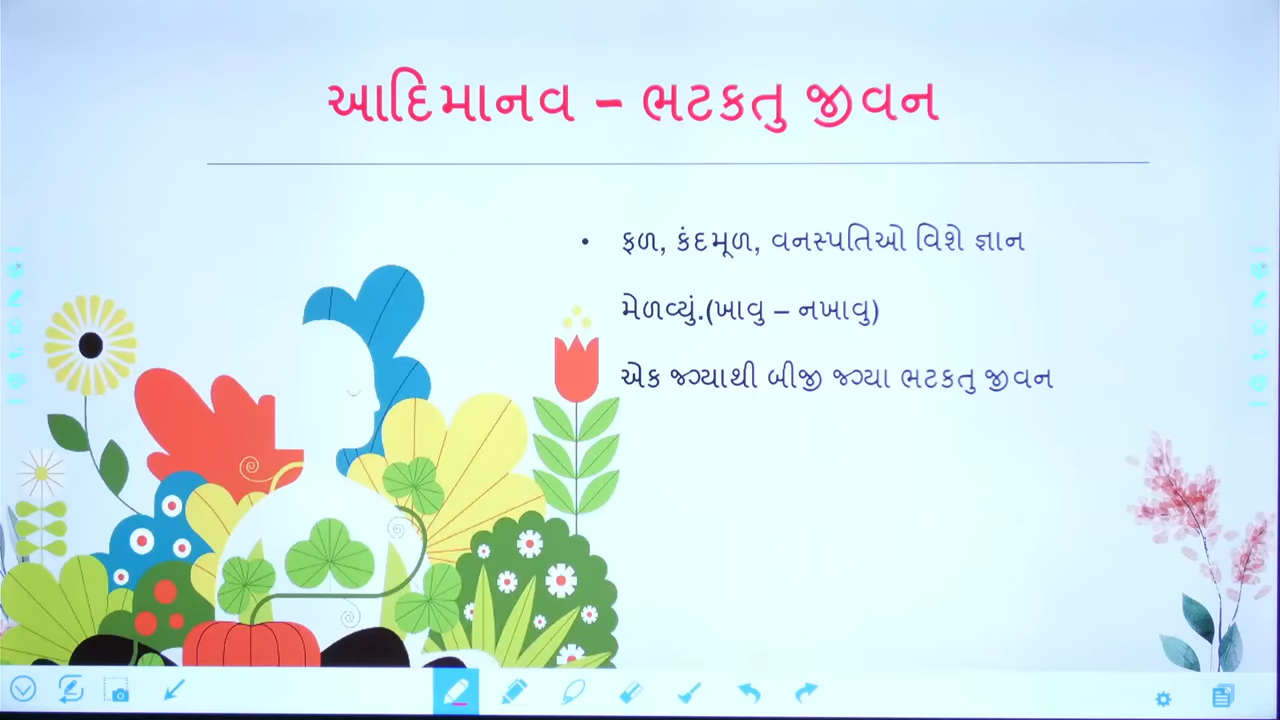 આદિમાનવ – ભટકતુ જીવન
• ફળ, કંદમૂળ, વનસ્પતિઓ વિશે જ્ઞાન
મેળવ્યું.(ખાવુ – નખાવુ)
એક જગ્યાથી બીજી જગ્યા ભટકતુ જીવન